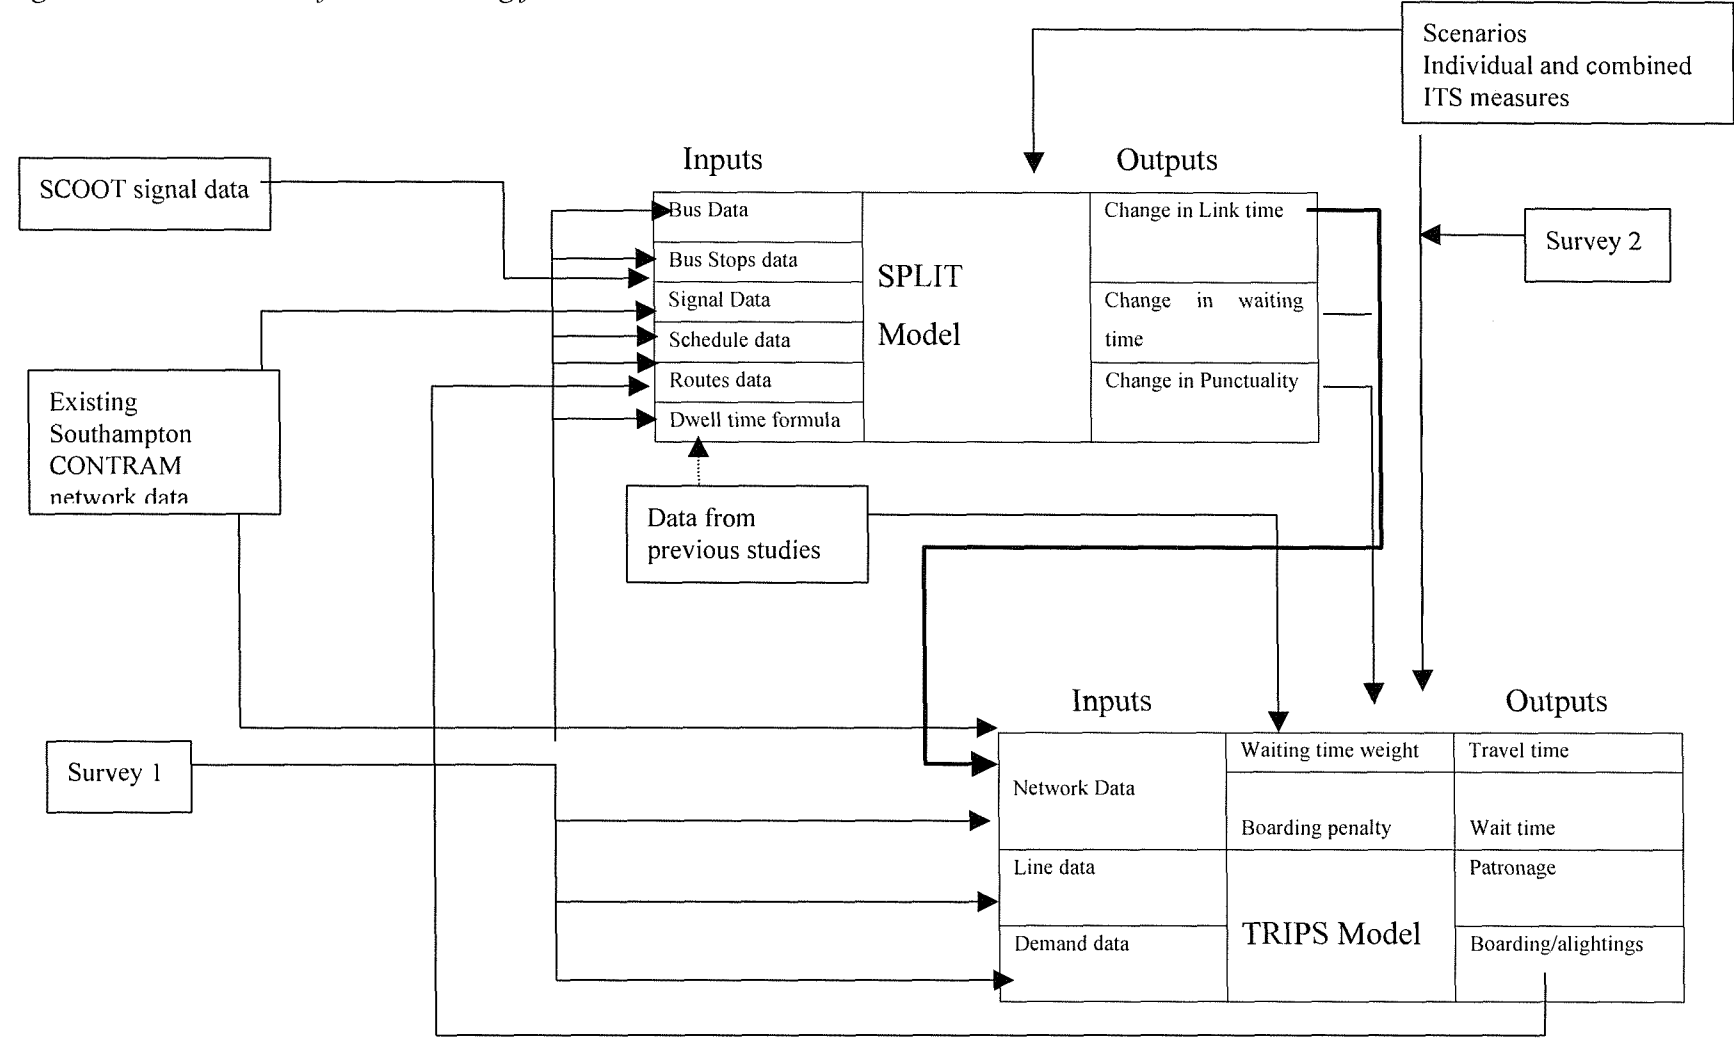 Scenarios
Individual and combined
ITS measures
Inputs
Outputs
SCOOT signal data
Bus Data
Change in Link time
Survey 2
Bus Stops data
SPLIT
Model
Signal Data
Change in waiting
time
Schedule data
Routes data
Change in Punctuality
Dwell time formula
Existing
Southampton
CONTRAM
network data
Data from
previous studies
Inputs
Outputs
Survey 1
Waiting time weight
Travel time
Network Data
Boarding penalty
Wait time
Line data
Patronage
TRIPS Model
Demand data
Boarding/alightings